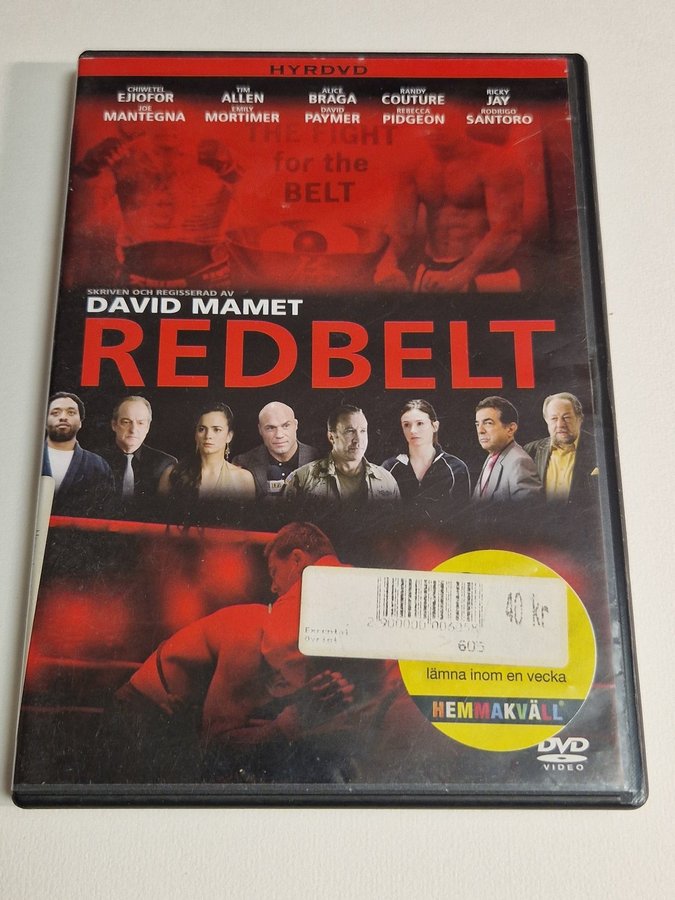 HYRDVD
CHIWETEL EJIOFOR TIM ALLEN ALICE BRAGA RANDY COUTURE RICKY JAY
JOE MANTEGNA EMILY MORTIMER DAVID PAYMER REBECCA PIDGEON RODRIGO SANTORO
THE FIGHT
for the
BELT
SKRIVEN OCH REGISSERAD AV
DAVID MAMET
REDBELT
40 Kr
605
lämna inom en vecka
HEMMAKVÄLL
DVD
VIDEO